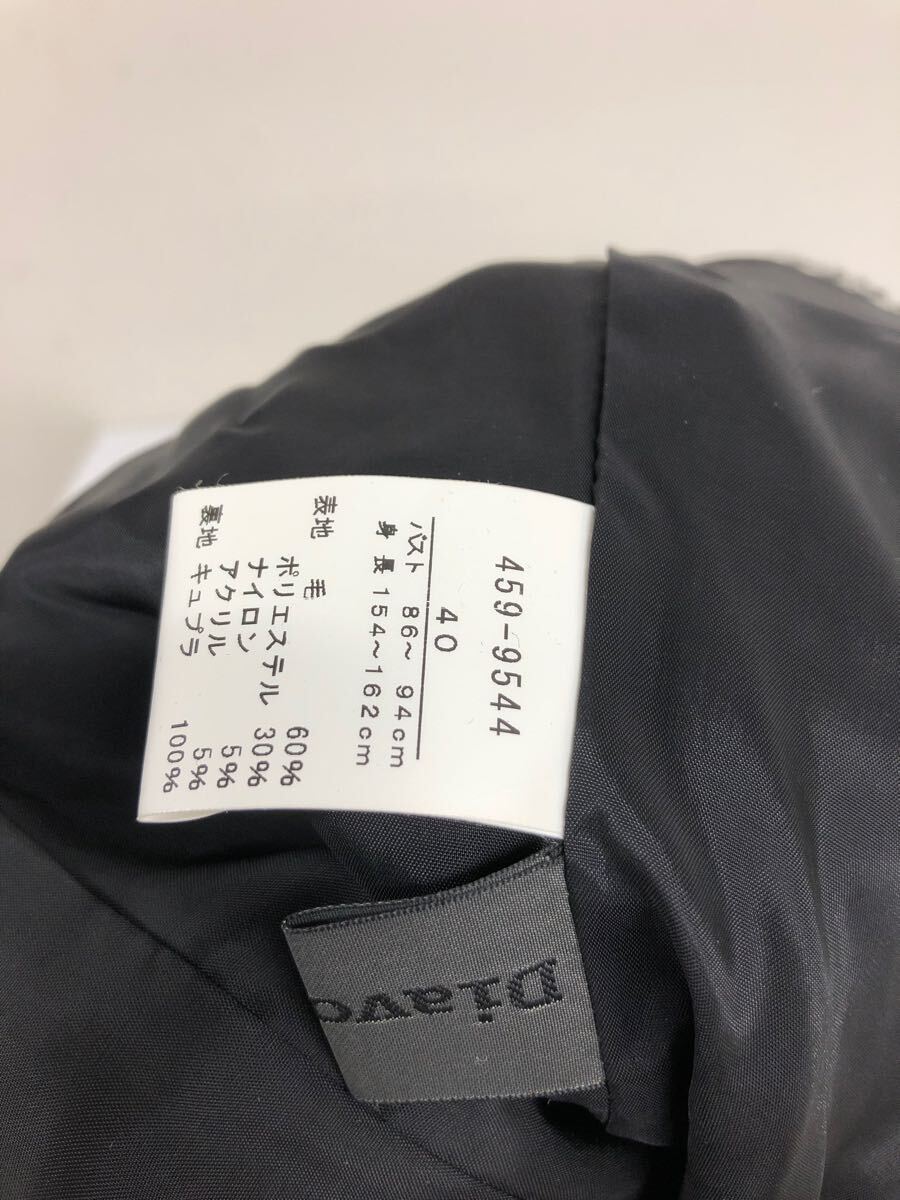 459-9544
40
バスト 86〜 94cm
身長 154〜162cm
表地 毛 60%
ポリエステル 30%
ナイロン 5%
アクリル 5%
裏地 キュプラ 100%
Diavo